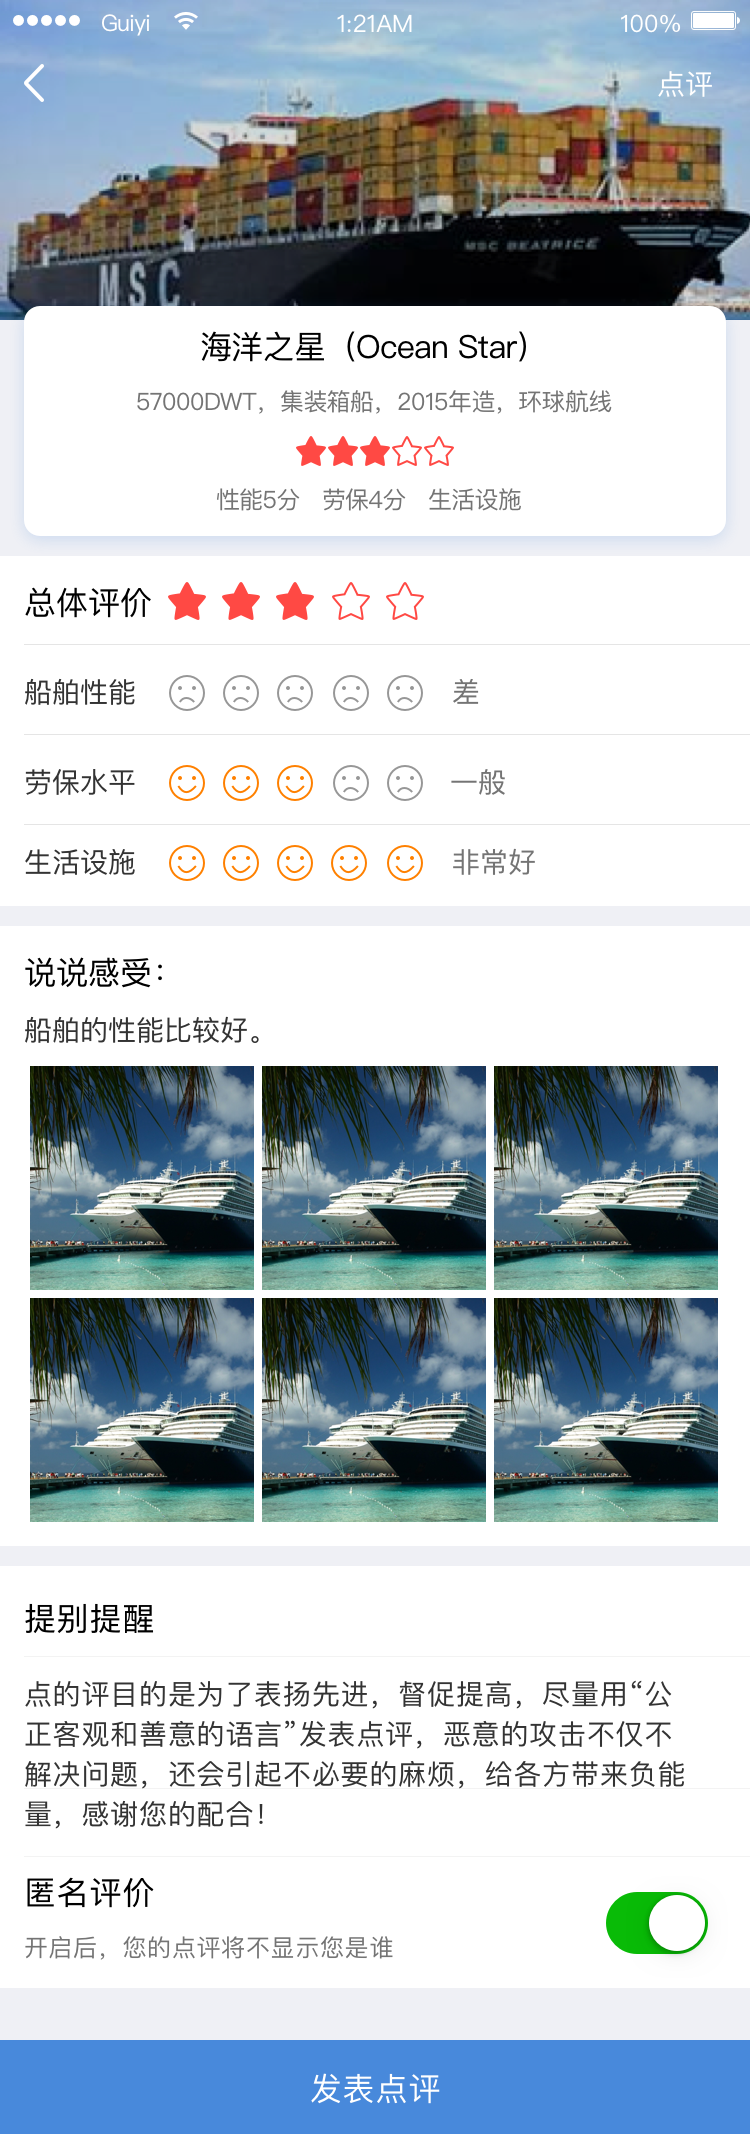 Guiyi
1:21AM
100%
点评
MSC BEATRICE
MSC
海洋之星（Ocean Star）
57000DWT，集装箱船，2015年造，环球航线
性能5分 劳保4分 生活设施
总体评价
船舶性能 差
劳保水平 一般
生活设施 非常好
说说感受：
船舶的性能比较好。
提别提醒
点的评目的是为了表扬先进，督促提高，尽量用“公
正客观和善意的语言”发表点评，恶意的攻击不仅不
解决问题，还会引起不必要的麻烦，给各方带来负能
量，感谢您的配合！
匿名评价
开启后，您的点评将不显示您是谁
发表点评